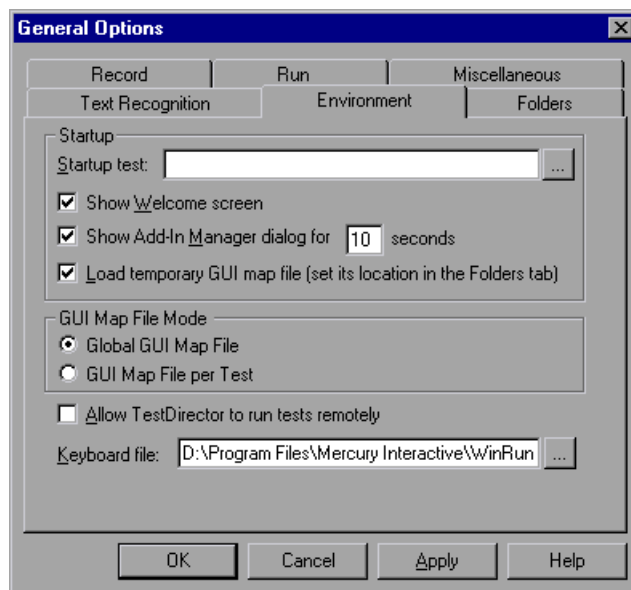 General Options
Record Run Miscellaneous
Text Recognition Environment Folders
Startup
Startup test: ...
Show Welcome screen
Show Add-In Manager dialog for 10 seconds
Load temporary GUI map file (set its location in the Folders tab)
GUI Map File Mode
Global GUI Map File
GUI Map File per Test
Allow TestDirector to run tests remotely
Keyboard file: D:\Program Files\Mercury Interactive\WinRun ...
OK Cancel Apply Help